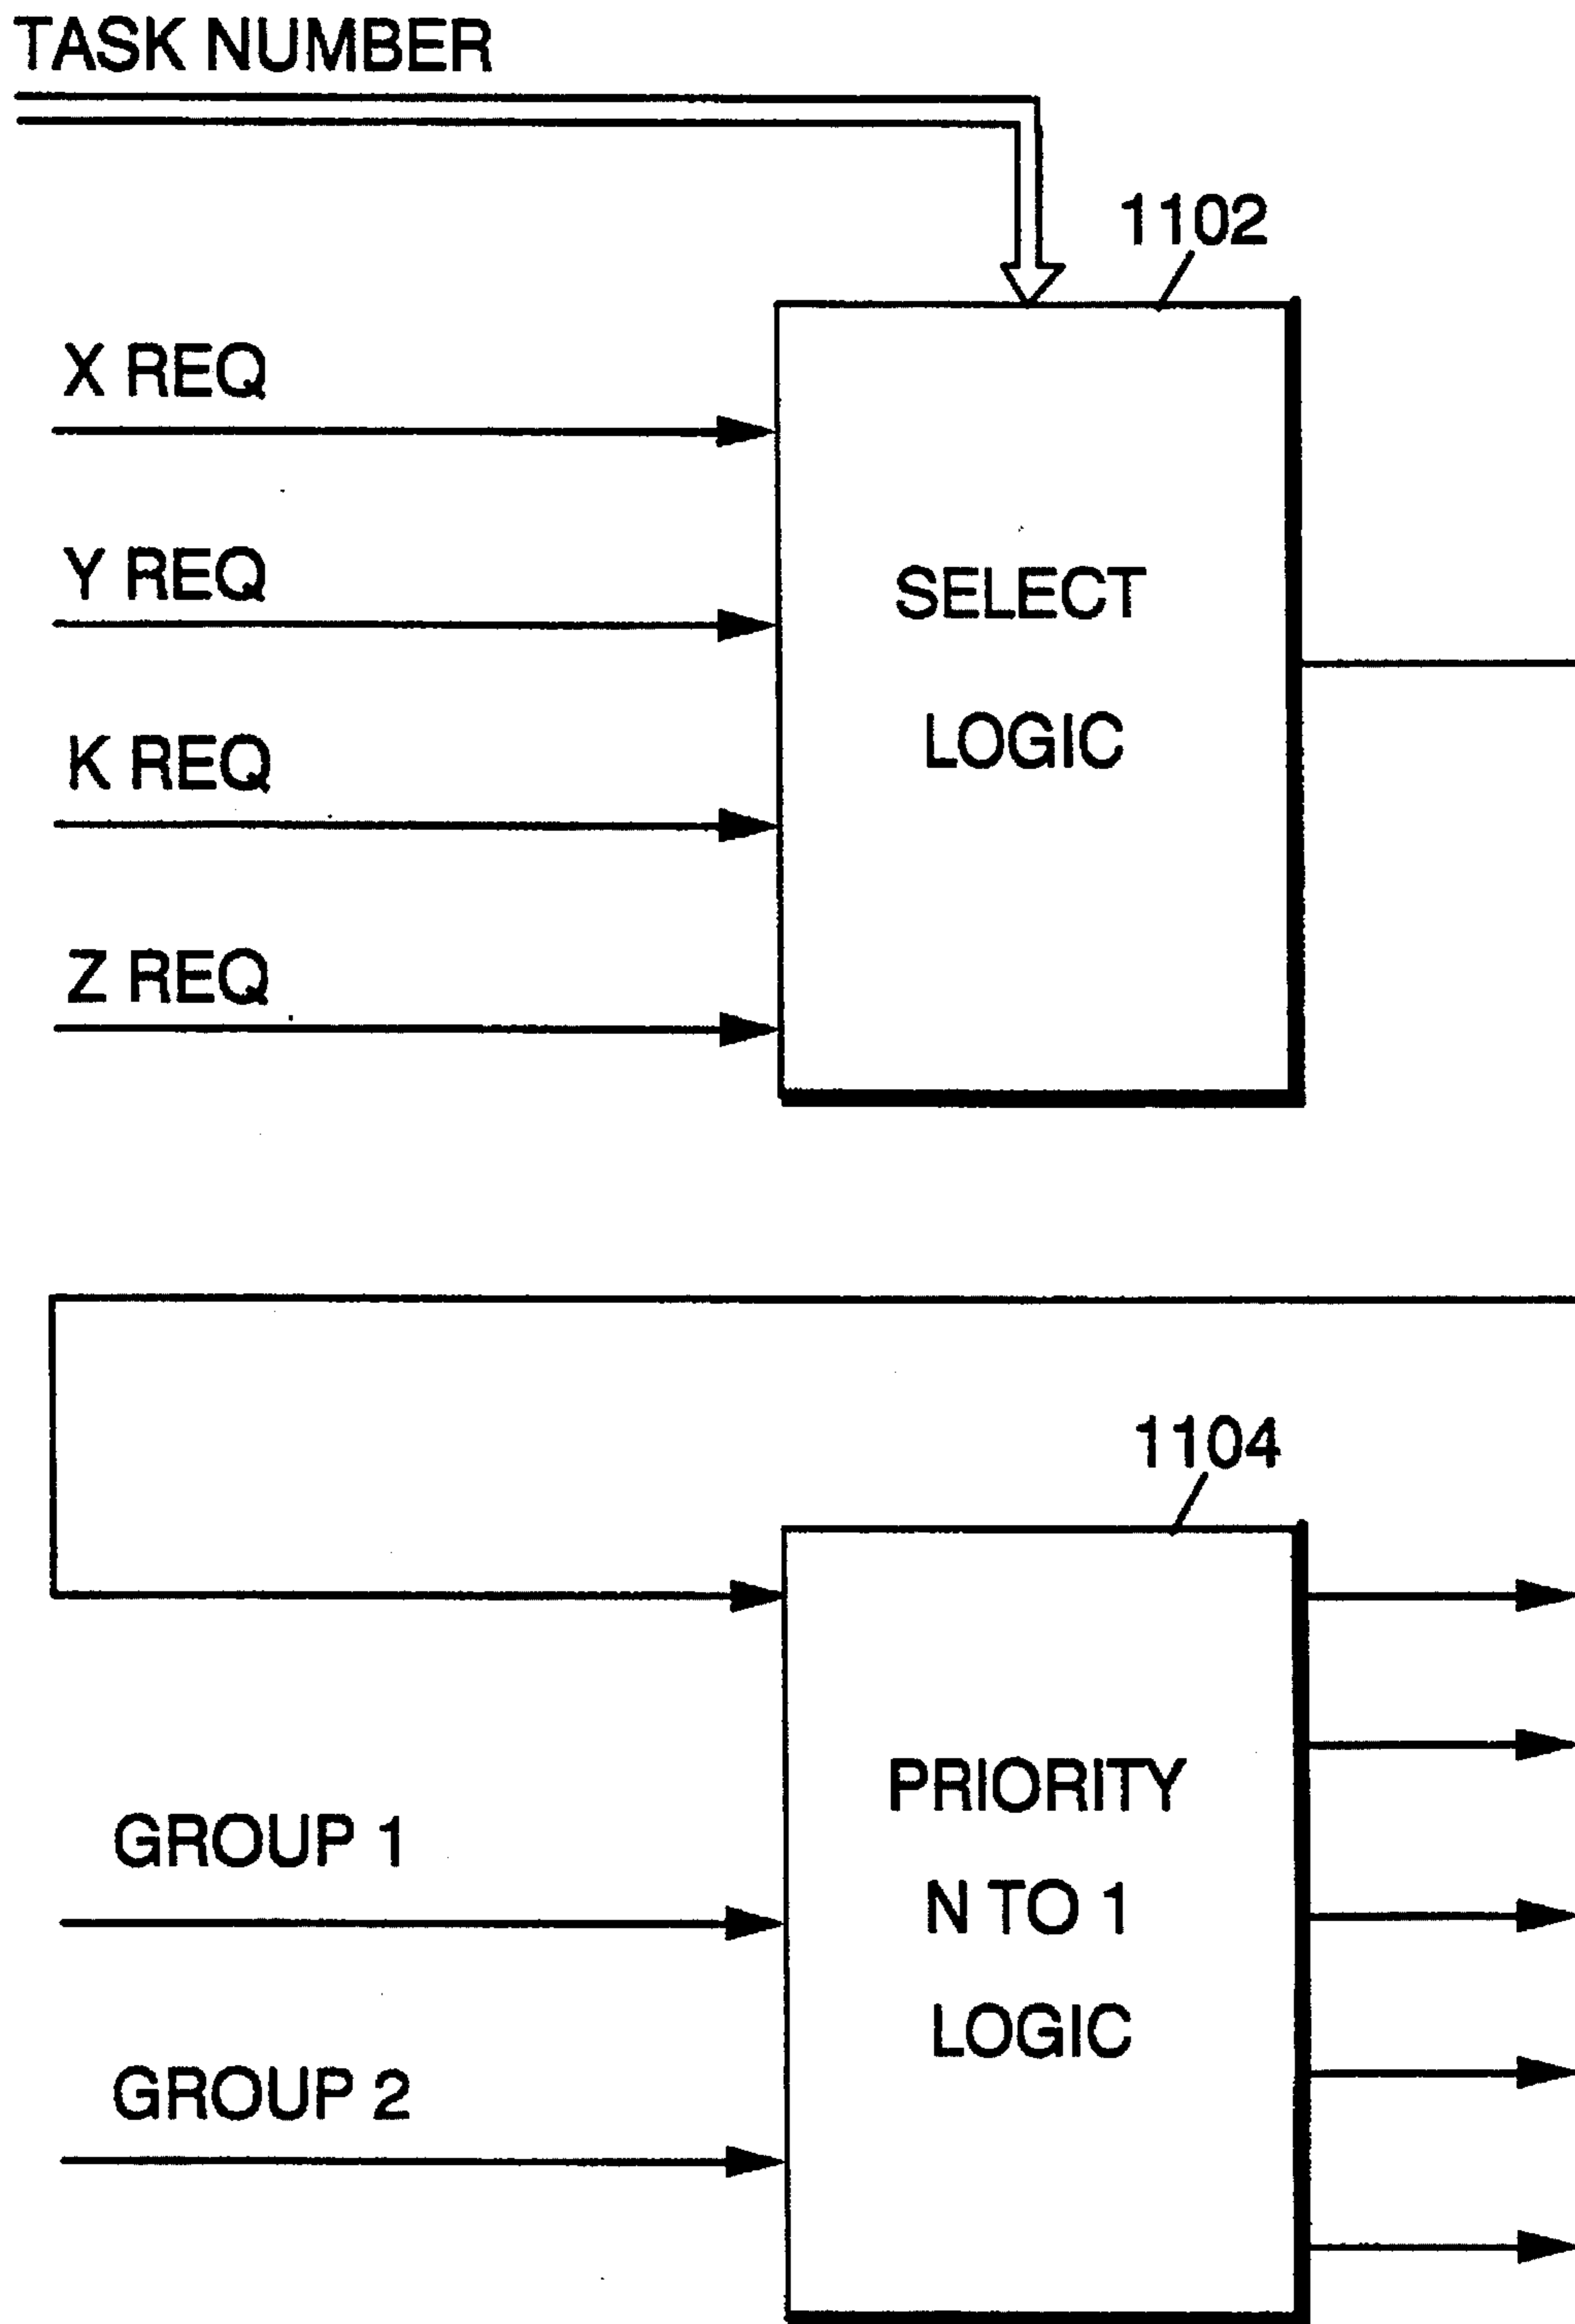 TASK NUMBER
1102
X REQ
Y REQ
K REQ
Z REQ
SELECT
LOGIC
1104
GROUP 1
GROUP 2
PRIORITY
N TO 1
LOGIC